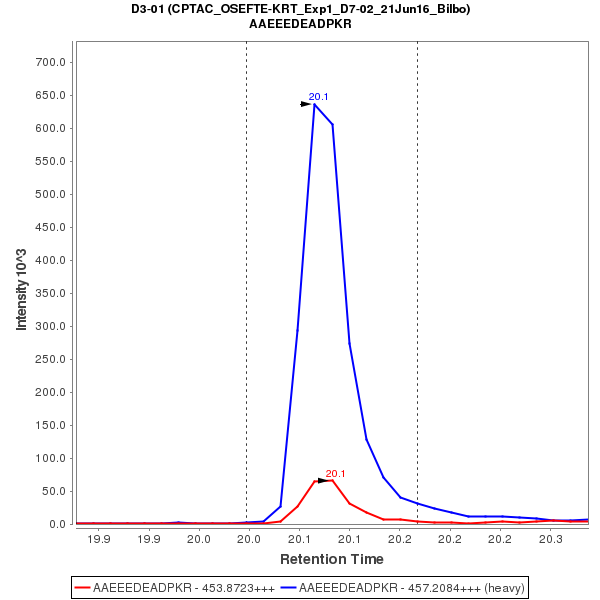 D3-01 (CPTAC_OSEFTE-KRT_Exp1_D7-02_21Jun16_Bilbo)
AAEEEDEADPKR
700.0
650.0
600.0
550.0
500.0
450.0
400.0
350.0
300.0
250.0
200.0
150.0
100.0
50.0
0.0
Intensity 10^3
20.1
20.1
19.9 19.9 20.0 20.0 20.1 20.1 20.2 20.2 20.2 20.3
Retention Time
AAEEEDEADPKR - 453.8723+++ AAEEEDEADPKR - 457.2084+++ (heavy)